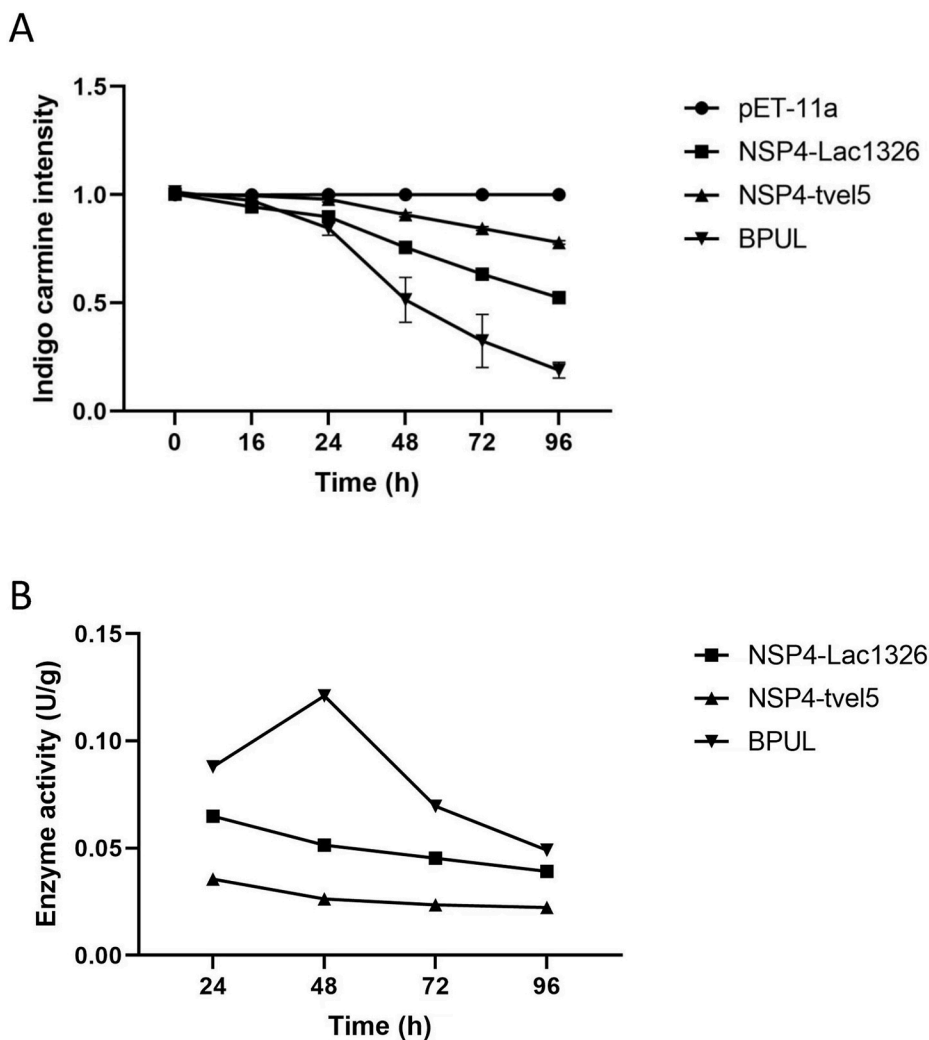 A
Indigo carmine intensity
1.5
1.0
0.5
0.0
0 16 24 48 72 96
Time (h)
pET-11a
NSP4-Lac1326
NSP4-tvel5
BPUL
B
Enzyme activity (U/g)
0.15
0.10
0.05
0.00
24 48 72 96
Time (h)
NSP4-Lac1326
NSP4-tvel5
BPUL